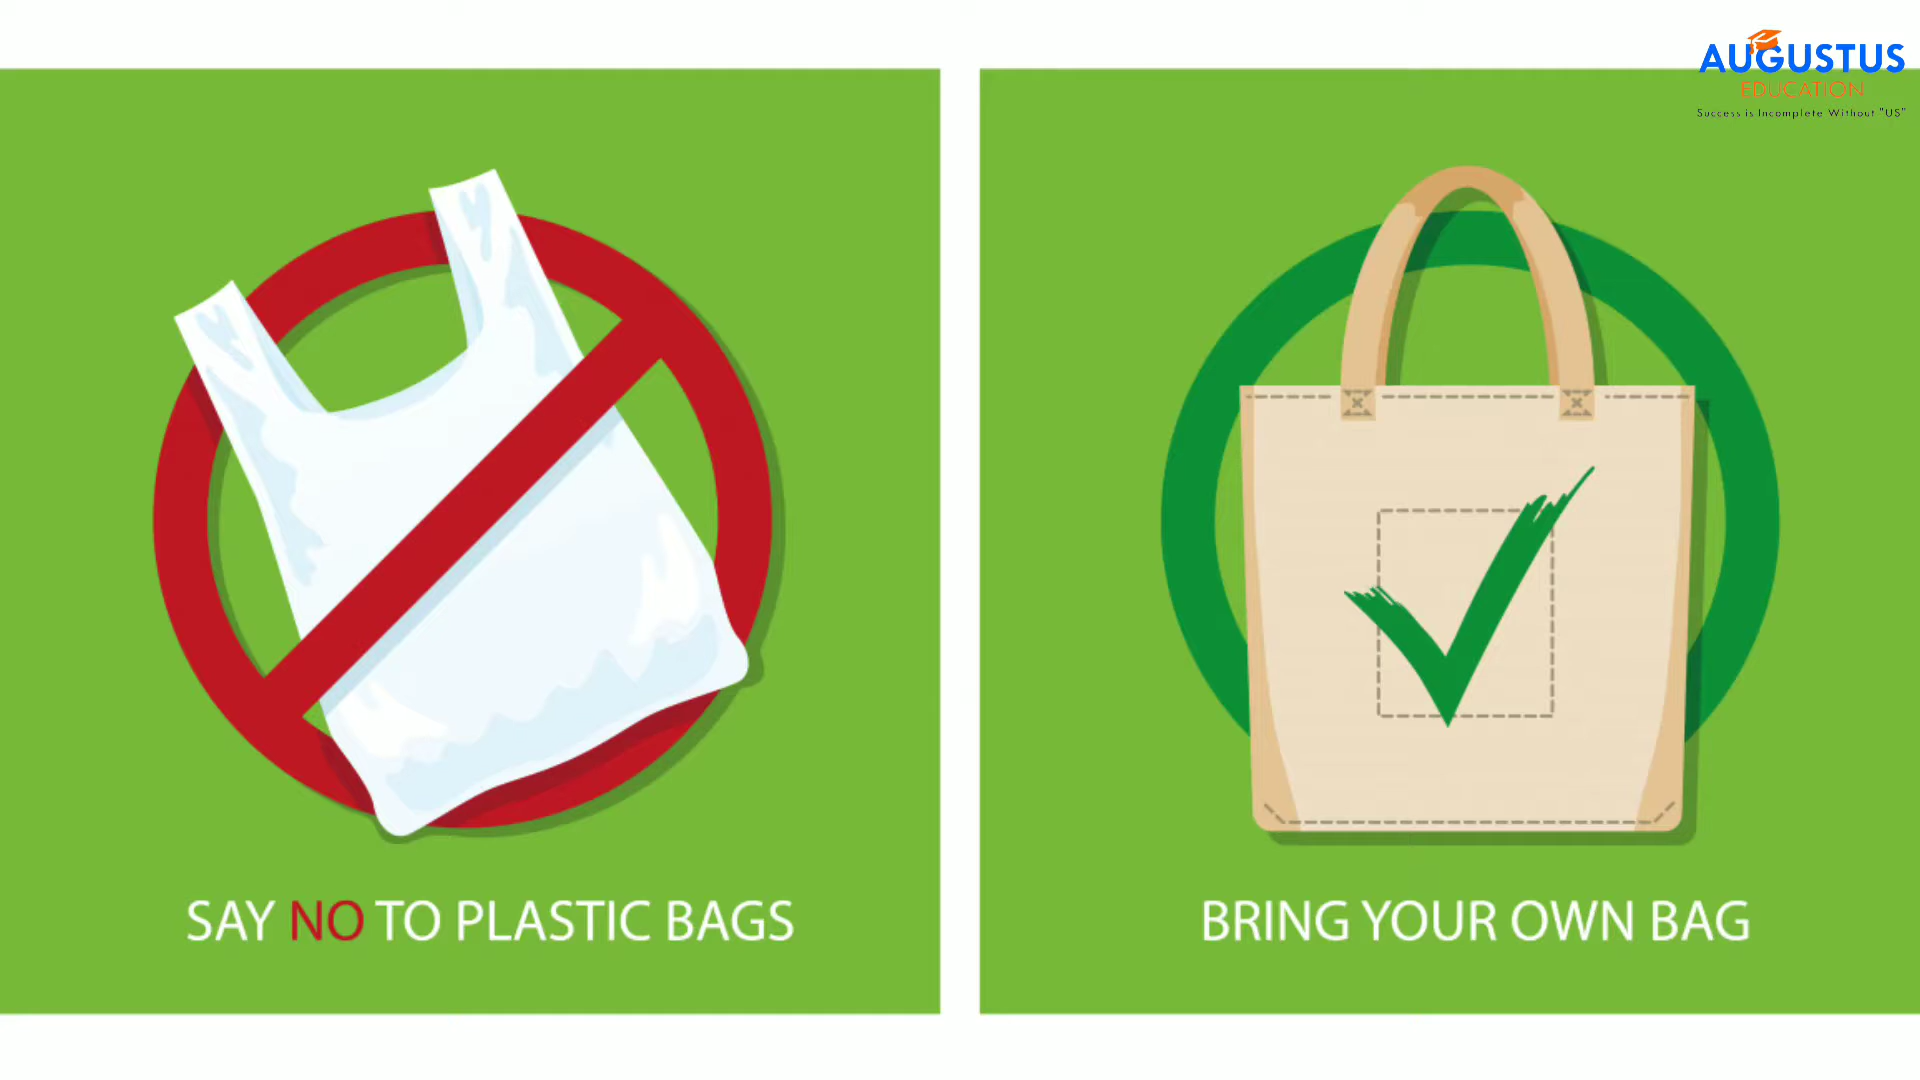 AUGUSTUS
EDUCATION
Success is Incomplete Without "US"
SAY NO TO PLASTIC BAGS
BRING YOUR OWN BAG